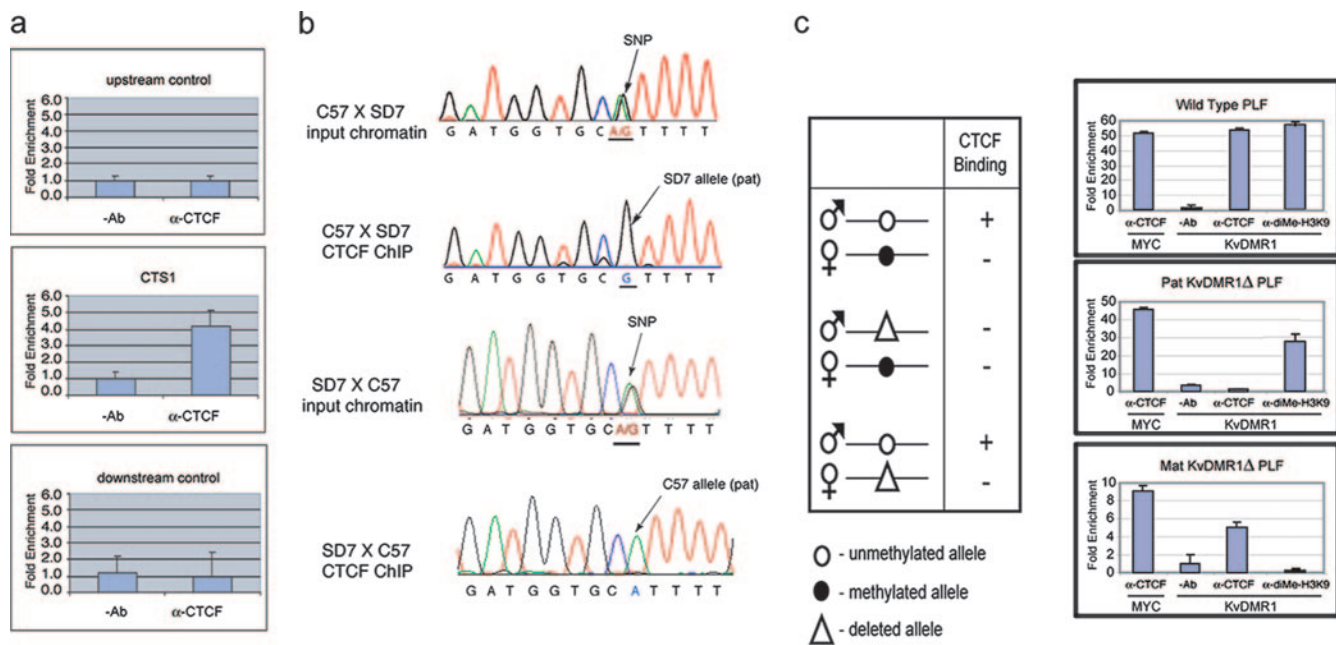 a
upstream control
Fold Enrichment
6.0
5.0
4.0
3.0
2.0
1.0
0.0
-Ab α-CTCF
CTS1
Fold Enrichment
6.0
5.0
4.0
3.0
2.0
1.0
0.0
-Ab α-CTCF
downstream control
Fold Enrichment
6.0
5.0
4.0
3.0
2.0
1.0
0.0
-Ab α-CTCF
b
SNP
C57 X SD7
input chromatin
G A T G G T G C A/G T T T T
SD7 allele (pat)
C57 X SD7
CTCF ChIP
G A T G G T G C G T T T T
SNP
SD7 X C57
input chromatin
G A T G G T G C A/G T T T T
C57 allele (pat)
SD7 X C57
CTCF ChIP
G A T G G T G C A T T T T
c
CTCF
Binding
♂ +
♀ -
♂ -
♀ -
♂ +
♀ -
- unmethylated allele
- methylated allele
- deleted allele
Wild Type PLF
Fold Enrichment
60
50
40
30
20
10
0
α-CTCF -Ab α-CTCF α-diMe-H3K9
MYC KvDMR1
Pat KvDMR1Δ PLF
Fold Enrichment
50
40
30
20
10
0
α-CTCF -Ab α-CTCF α-diMe-H3K9
MYC KvDMR1
Mat KvDMR1Δ PLF
Fold Enrichment
10
8
6
4
2
0
α-CTCF -Ab α-CTCF α-diMe-H3K9
MYC KvDMR1